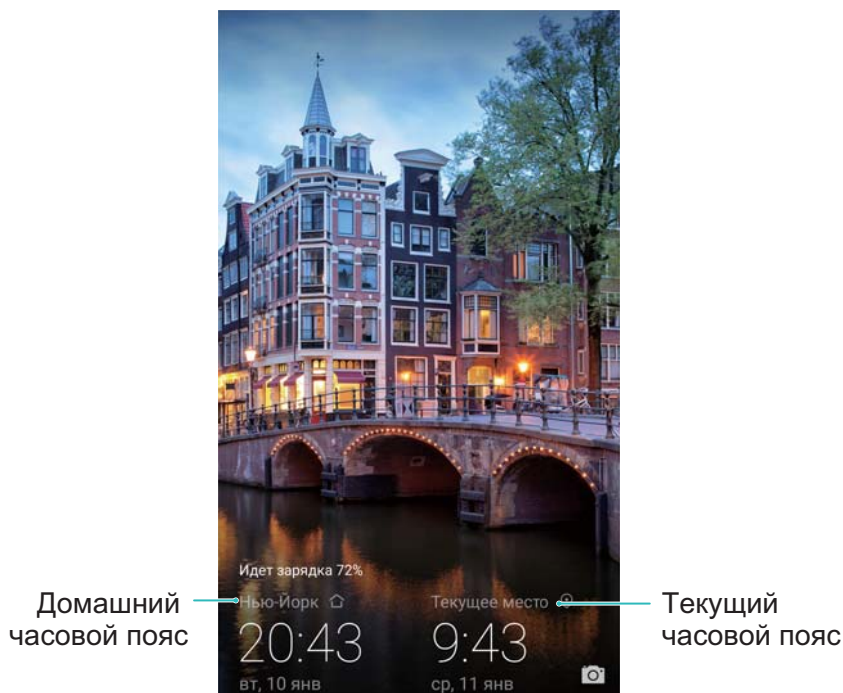 Идет зарядка 72%
Домашний
часовой пояс
Нью-Йорк
20:43
вт, 10 янв
Текущее место
9:43
ср, 11 янв
Текущий
часовой пояс